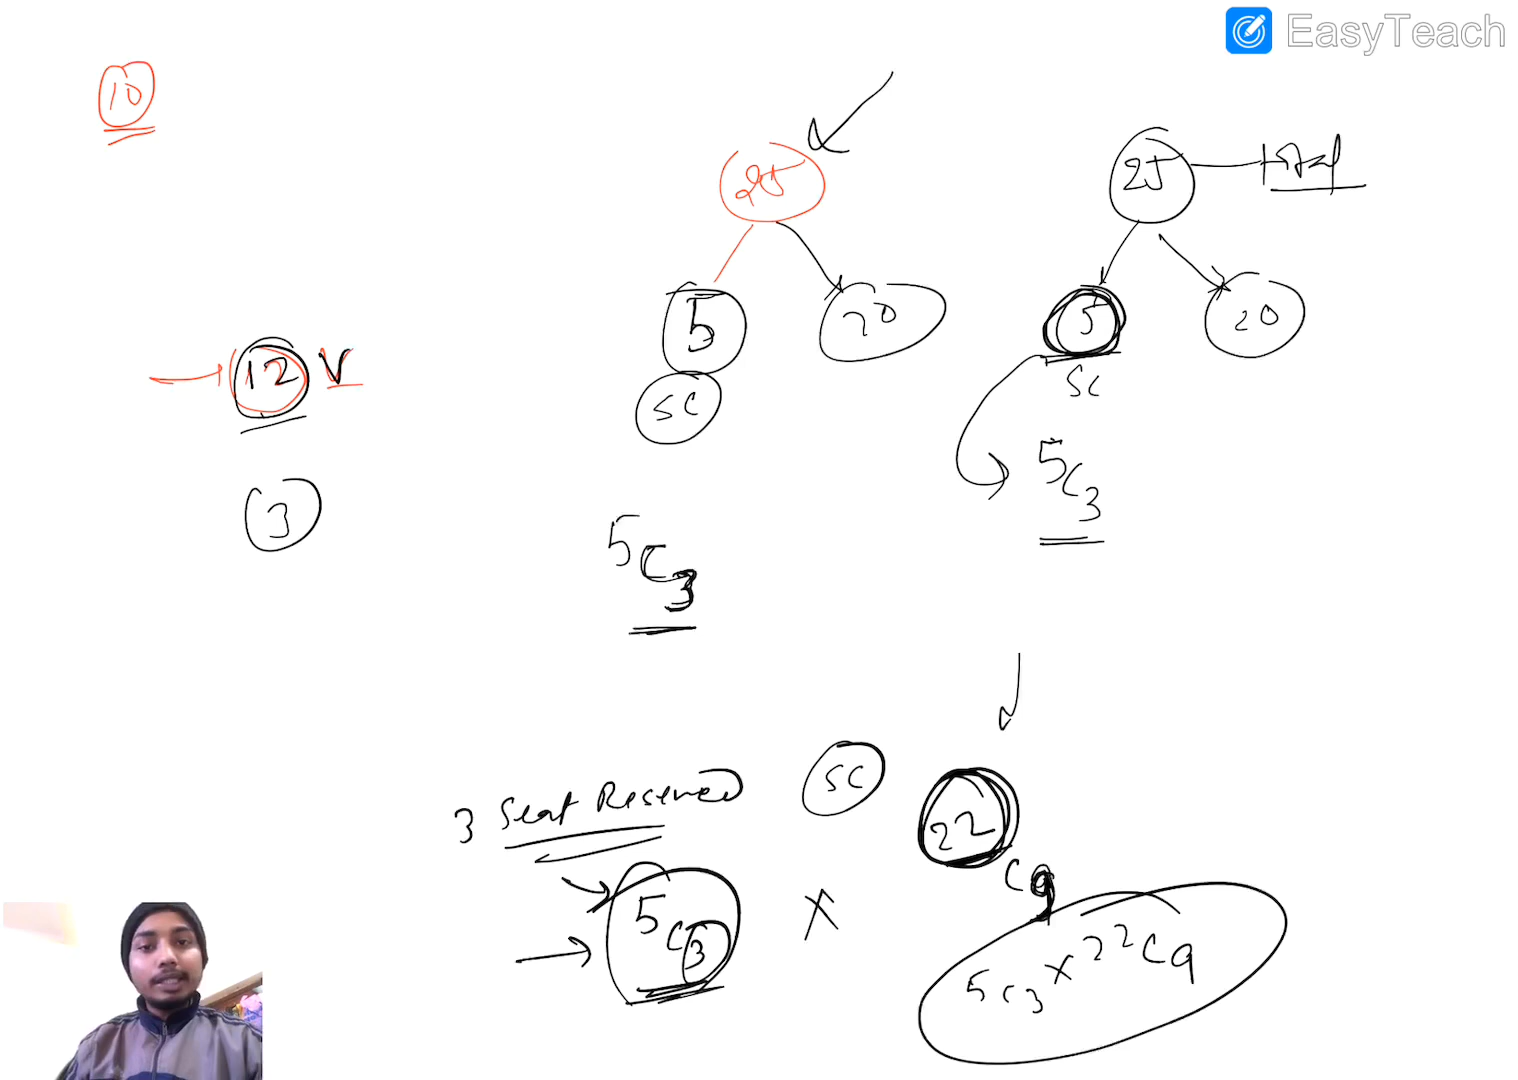 EasyTeach
10
25
25
5
20
5
20
12 V
SC
SC
⁵C₃
3
⁵C₃
3 Seat Reserved
SC
22
C₉
⁵C₃
X
⁵C₃ X ²²C₉